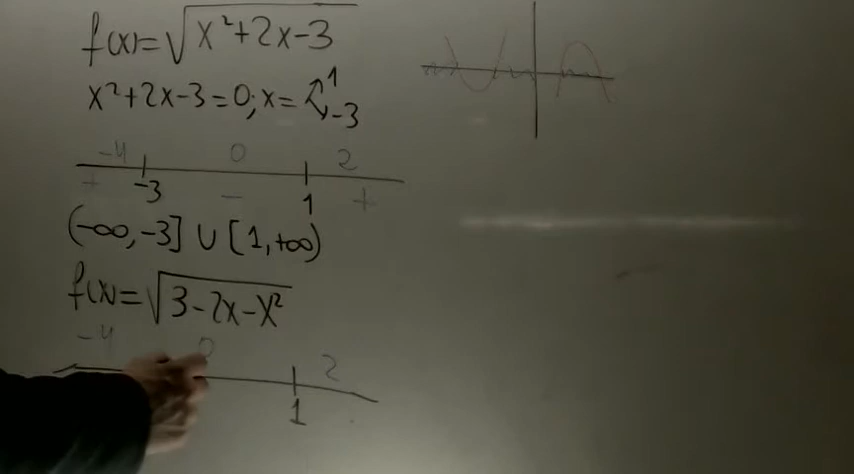 f(x)=√x²+2x-3
x²+2x-3=0; x= 1 -3
-4 0 2
+ - +
-3 1
(-∞,-3] ∪ [1,+∞)
f(x)=√3-2x-x²
-4 0 2
1